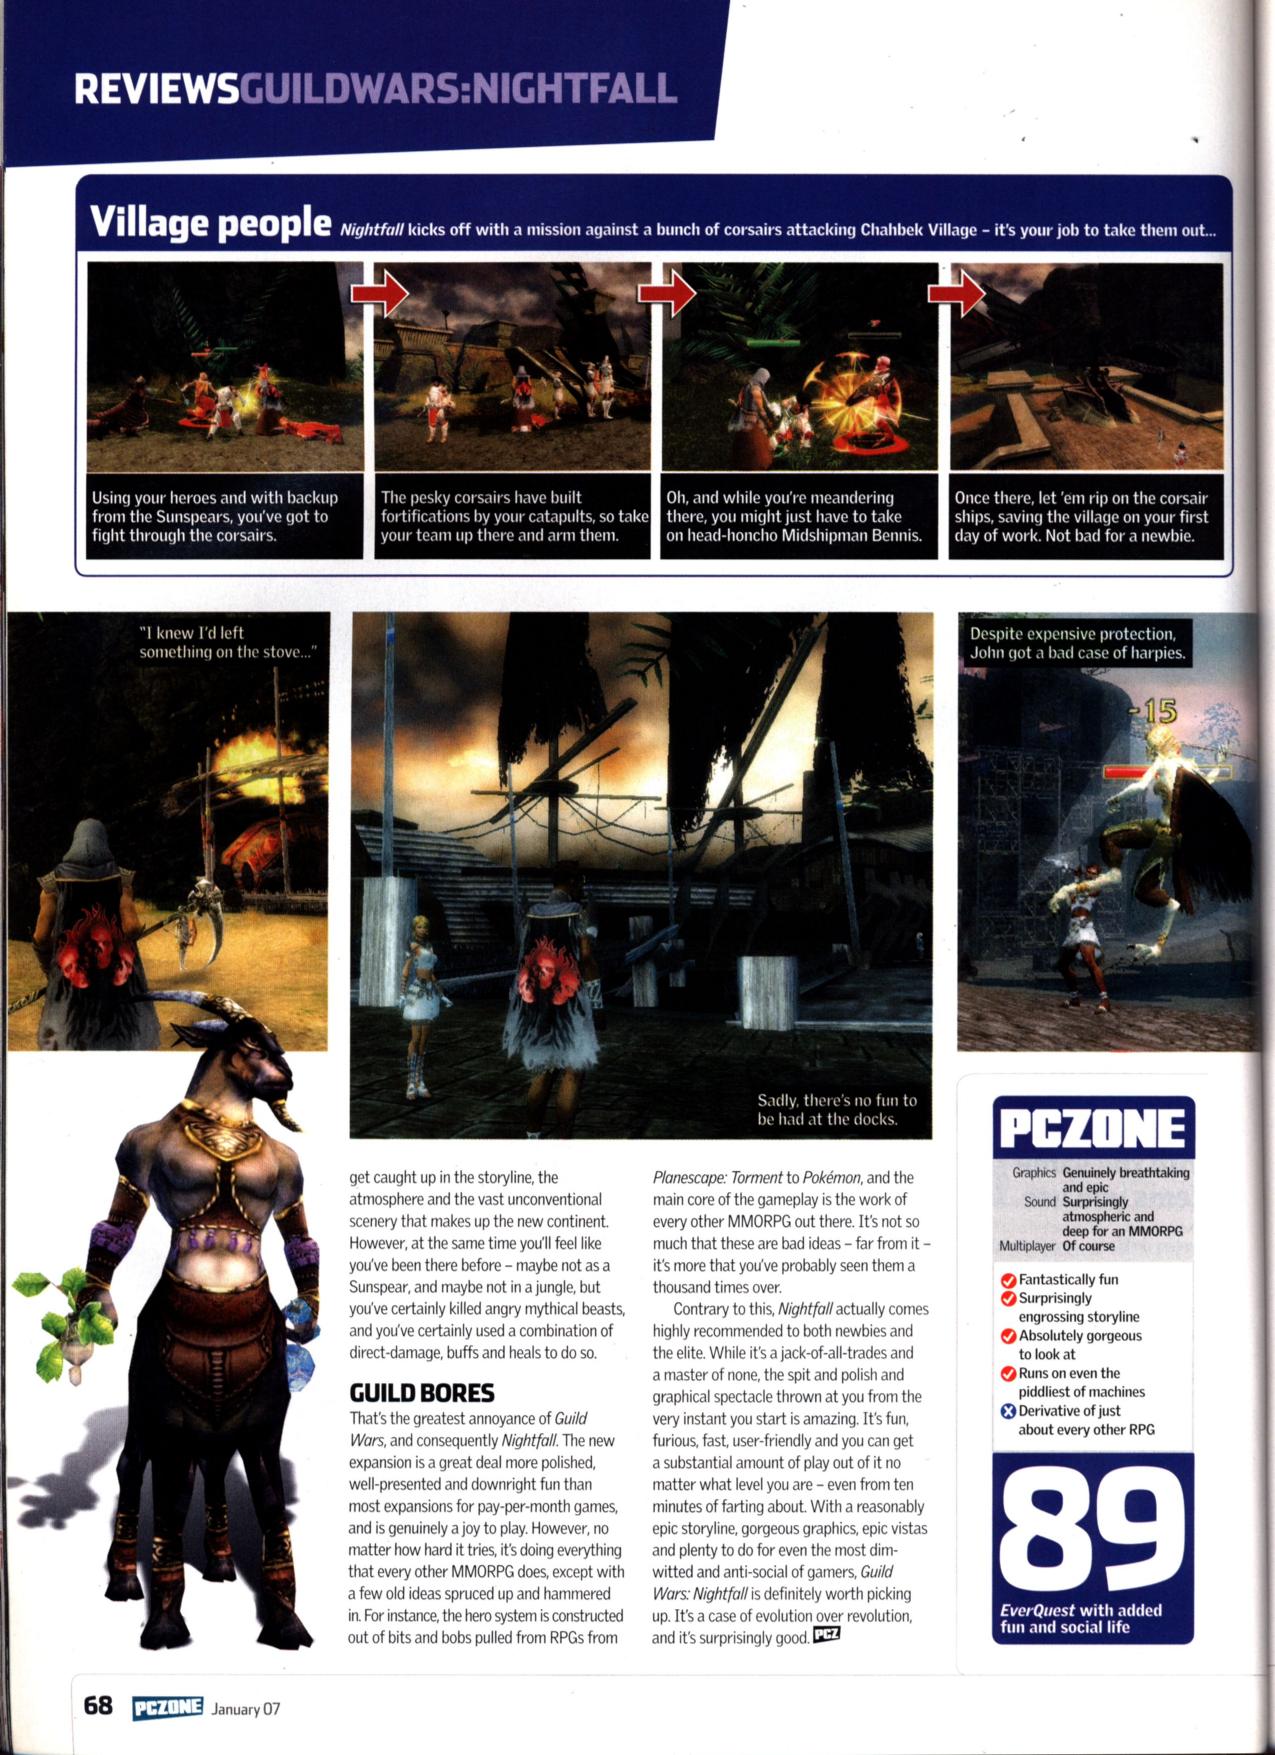 REVIEWSGUILDWARS:NIGHTFALL
Village people Nightfall kicks off with a mission against a bunch of corsairs attacking Chahbek Village – it's your job to take them out...
Using your heroes and with backup
from the Sunspears, you've got to
fight through the corsairs.
The pesky corsairs have built
fortifications by your catapults, so take
your team up there and arm them.
Oh, and while you're meandering
there, you might just have to take
on head-honcho Midshipman Bennis.
Once there, let 'em rip on the corsair
ships, saving the village on your first
day of work. Not bad for a newbie.
"I knew I'd left
something on the stove..."
Sadly, there's no fun to
be had at the docks.
Despite expensive protection,
John got a bad case of harpies.
-15
get caught up in the storyline, the
atmosphere and the vast unconventional
scenery that makes up the new continent.
However, at the same time you'll feel like
you've been there before – maybe not as a
Sunspear, and maybe not in a jungle, but
you've certainly killed angry mythical beasts,
and you've certainly used a combination of
direct-damage, buffs and heals to do so.
GUILD BORES
That's the greatest annoyance of Guild
Wars, and consequently Nightfall. The new
expansion is a great deal more polished,
well-presented and downright fun than
most expansions for pay-per-month games,
and is genuinely a joy to play. However, no
matter how hard it tries, it's doing everything
that every other MMORPG does, except with
a few old ideas spruced up and hammered
in. For instance, the hero system is constructed
out of bits and bobs pulled from RPGs from
Planescape: Torment to Pokémon, and the
main core of the gameplay is the work of
every other MMORPG out there. It's not so
much that these are bad ideas – far from it –
it's more that you've probably seen them a
thousand times over.
Contrary to this, Nightfall actually comes
highly recommended to both newbies and
the elite. While it's a jack-of-all-trades and
a master of none, the spit and polish and
graphical spectacle thrown at you from the
very instant you start is amazing. It's fun,
furious, fast, user-friendly and you can get
a substantial amount of play out of it no
matter what level you are – even from ten
minutes of farting about. With a reasonably
epic storyline, gorgeous graphics, epic vistas
and plenty to do for even the most dim-
witted and anti-social of gamers, Guild
Wars: Nightfall is definitely worth picking
up. It's a case of evolution over revolution,
and it's surprisingly good. PCZ
PCZONE
Graphics Genuinely breathtaking
and epic
Sound Surprisingly
atmospheric and
deep for an MMORPG
Multiplayer Of course
Fantastically fun
Surprisingly
engrossing storyline
Absolutely gorgeous
to look at
Runs on even the
piddliest of machines
Derivative of just
about every other RPG
89
EverQuest with added
fun and social life
68 PCZONE January 07